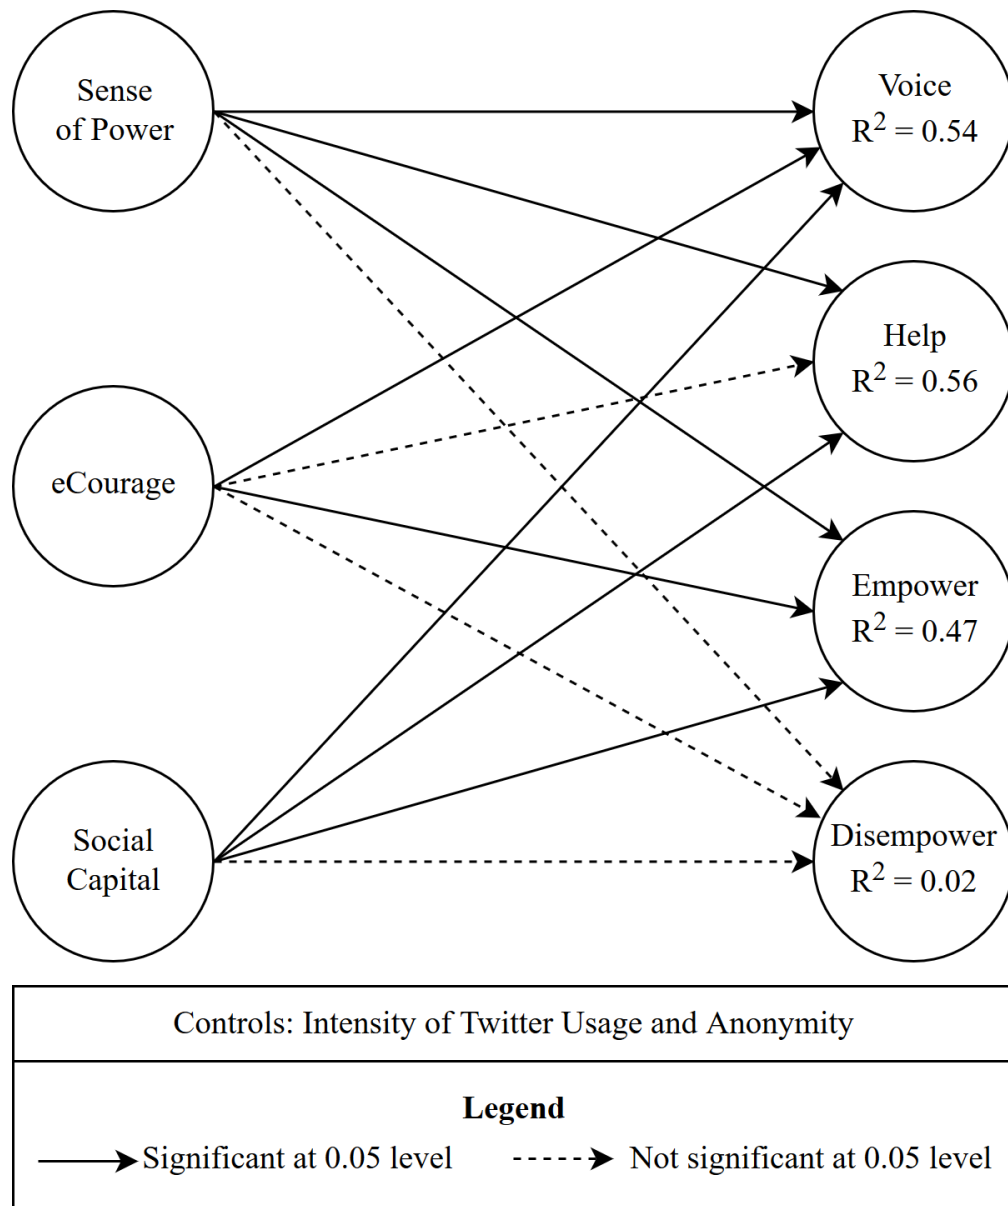 Sense
of Power
Voice
R² = 0.54
Help
R² = 0.56
eCourage
Empower
R² = 0.47
Social
Capital
Disempower
R² = 0.02
Controls: Intensity of Twitter Usage and Anonymity
Legend
Significant at 0.05 level
Not significant at 0.05 level